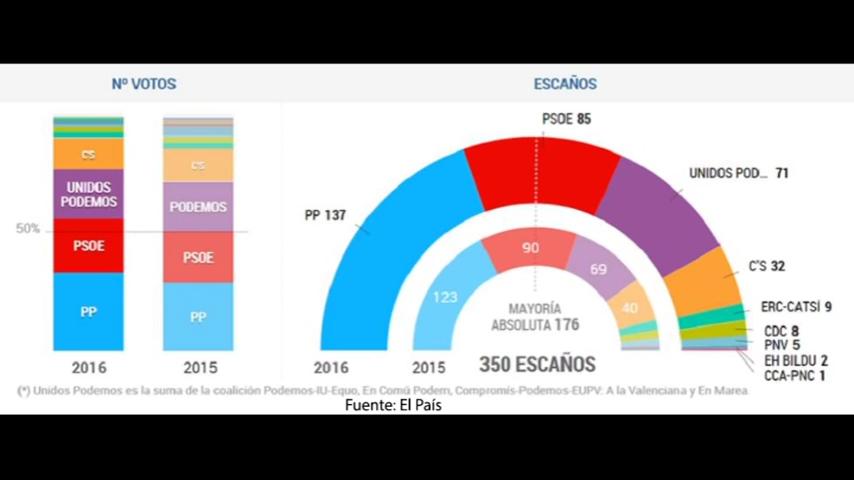 Nº VOTOS
ESCAÑOS
C's
UNIDOS
PODEMOS
50%
PSOE
PP
2016
C's
PODEMOS
PSOE
PP
2015
PSOE 85
PP 137
UNIDOS POD... 71
C's 32
ERC-CATSÍ 9
CDC 8
PNV 5
EH BILDU 2
CCA-PNC 1
123
90
69
40
MAYORÍA
ABSOLUTA 176
2016
2015
350 ESCAÑOS
(*) Unidos Podemos es la suma de la coalición Podemos-IU-Equo, En Comú Podem, Compromís-Podemos-EUPV: A la Valenciana y En Marea.
Fuente: El País